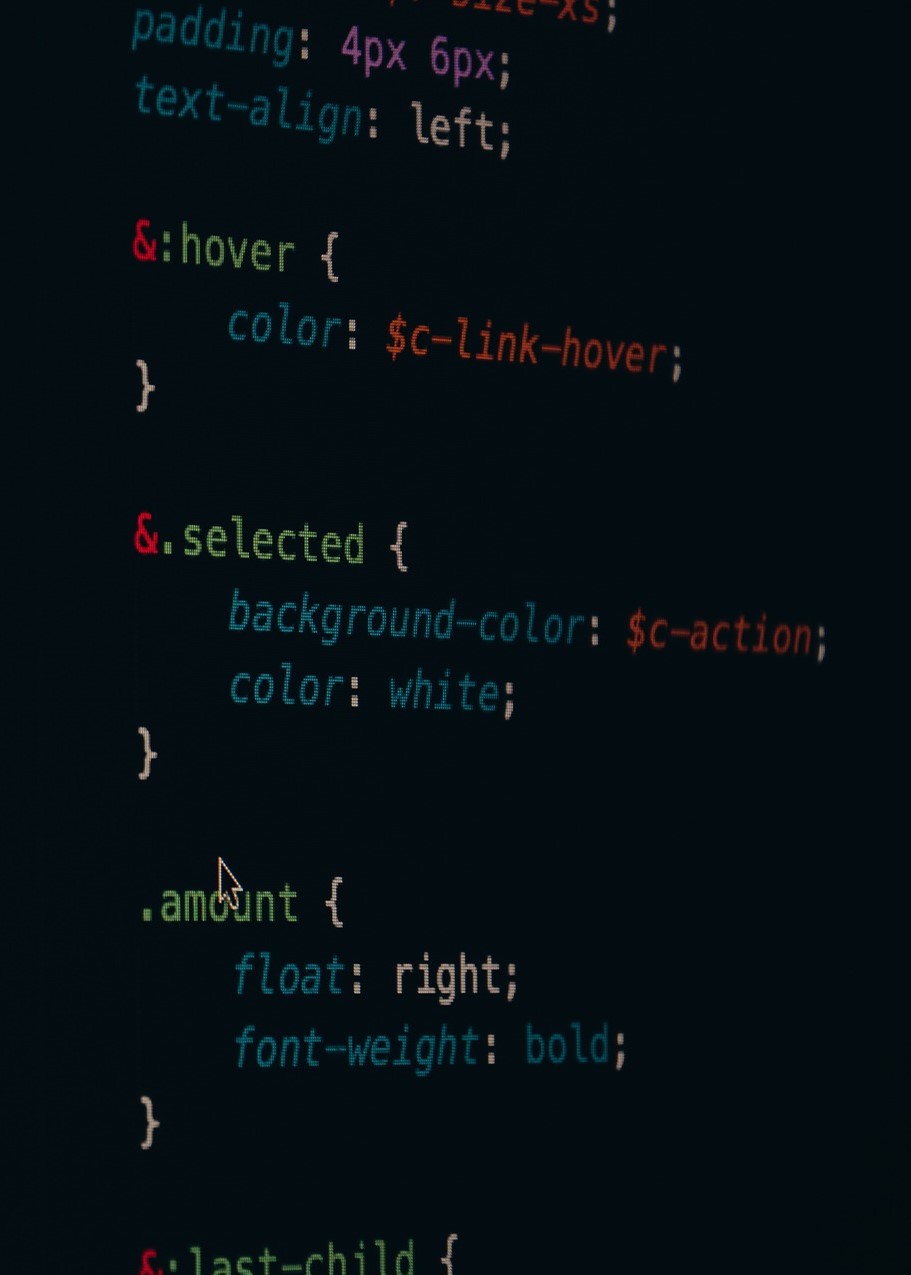 size-xs;
padding: 4px 6px;
text-align: left;
&:hover {
color: $c-link-hover;
}
&.selected {
background-color: $c-action;
color: white;
}
.amount {
float: right;
font-weight: bold;
}
&:last-child {